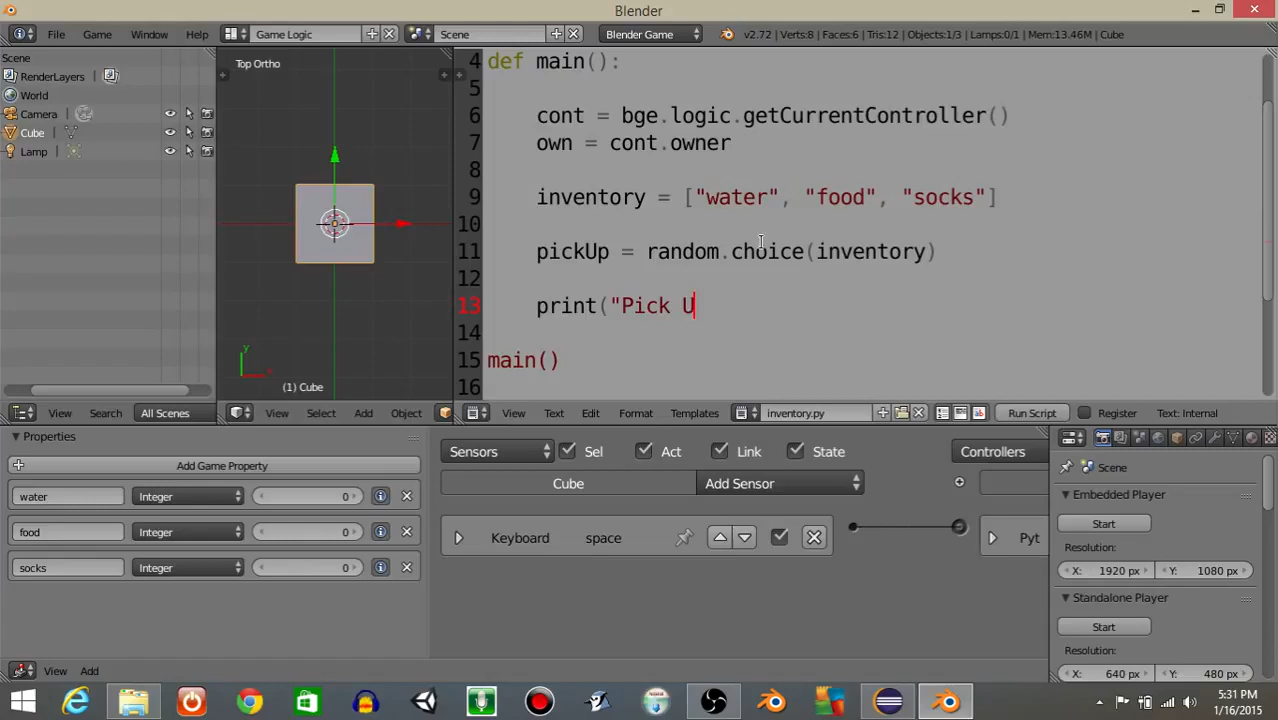 Blender
File Game Window Help Game Logic Scene Blender Game v2.72 | Verts:8 | Faces:6 | Tris:12 | Objects:1/3 | Lamps:0/1 | Mem:13.46M | Cube
Scene
RenderLayers
World
Camera
Cube
Lamp
View Search All Scenes
Top Ortho
y
x
(1) Cube
View Select Add Object
4 def main():
5
6 cont = bge.logic.getCurrentController()
7 own = cont.owner
8
9 inventory = ["water", "food", "socks"]
10
11 pickUp = random.choice(inventory)
12
13 print("Pick U
14
15 main()
16
View Text Edit Format Templates inventory.py Run Script Register Text: Internal
Properties
Add Game Property
water Integer 0
food Integer 0
socks Integer 0
View Add
Sensors Sel Act Link State Controllers
Cube Add Sensor
Keyboard space Pyt
Scene
Embedded Player
Start
Resolution:
X: 1920 px Y: 1080 px
Standalone Player
Start
Resolution:
X: 640 px Y: 480 px
5:31 PM
1/16/2015